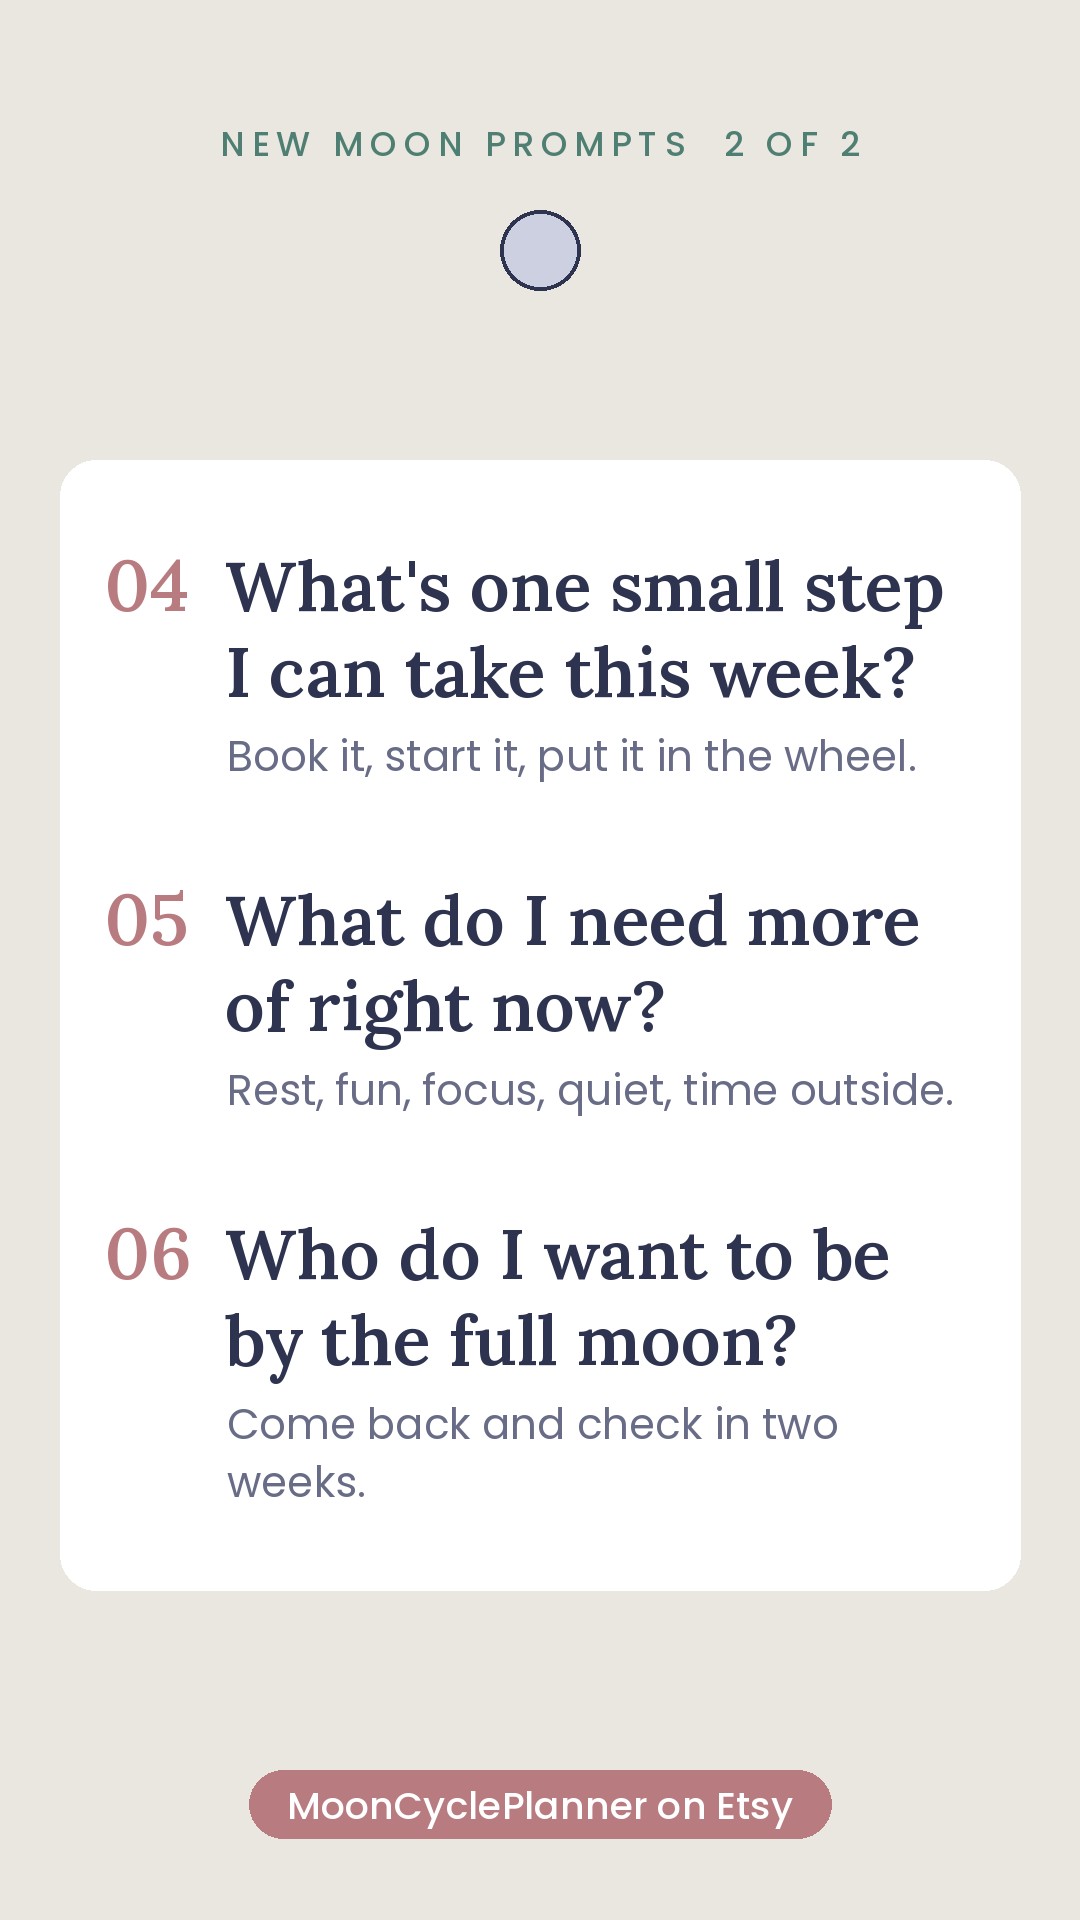 NEW MOON PROMPTS 2 OF 2
04 What's one small step
I can take this week?
Book it, start it, put it in the wheel.
05 What do I need more
of right now?
Rest, fun, focus, quiet, time outside.
06 Who do I want to be
by the full moon?
Come back and check in two
weeks.
MoonCyclePlanner on Etsy